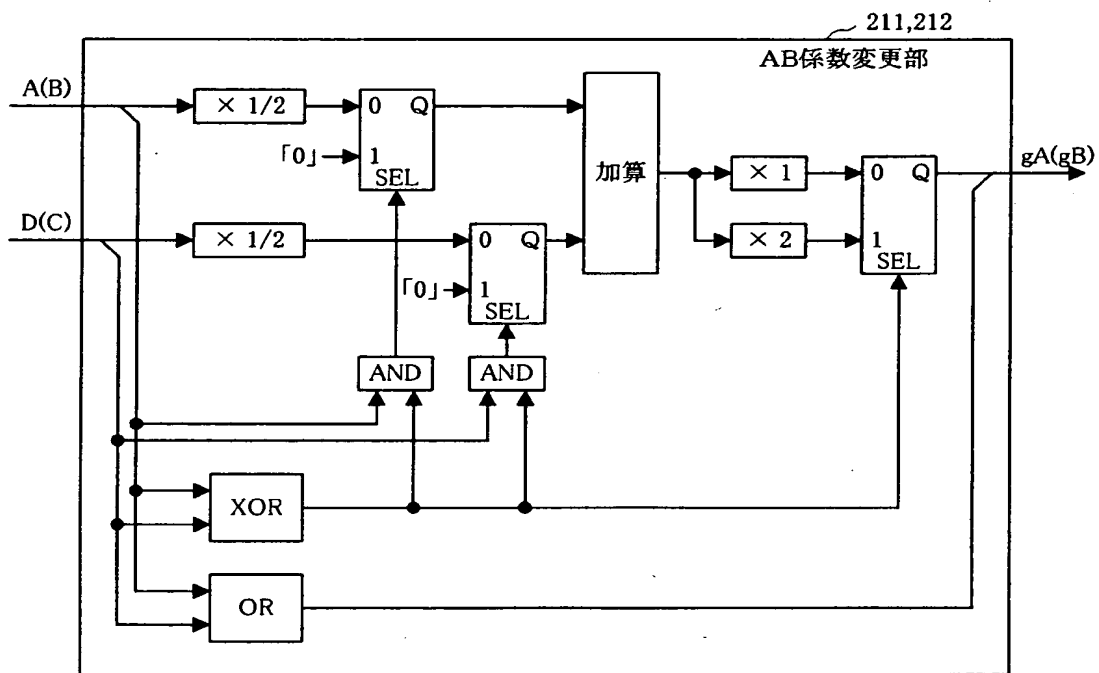 211,212
AB係数変更部
A(B)
× 1/2
0 Q
「0」
1
SEL
加算
× 1
0 Q
gA(gB)
D(C)
× 1/2
0 Q
× 2
1
SEL
「0」
1
SEL
AND
AND
XOR
OR